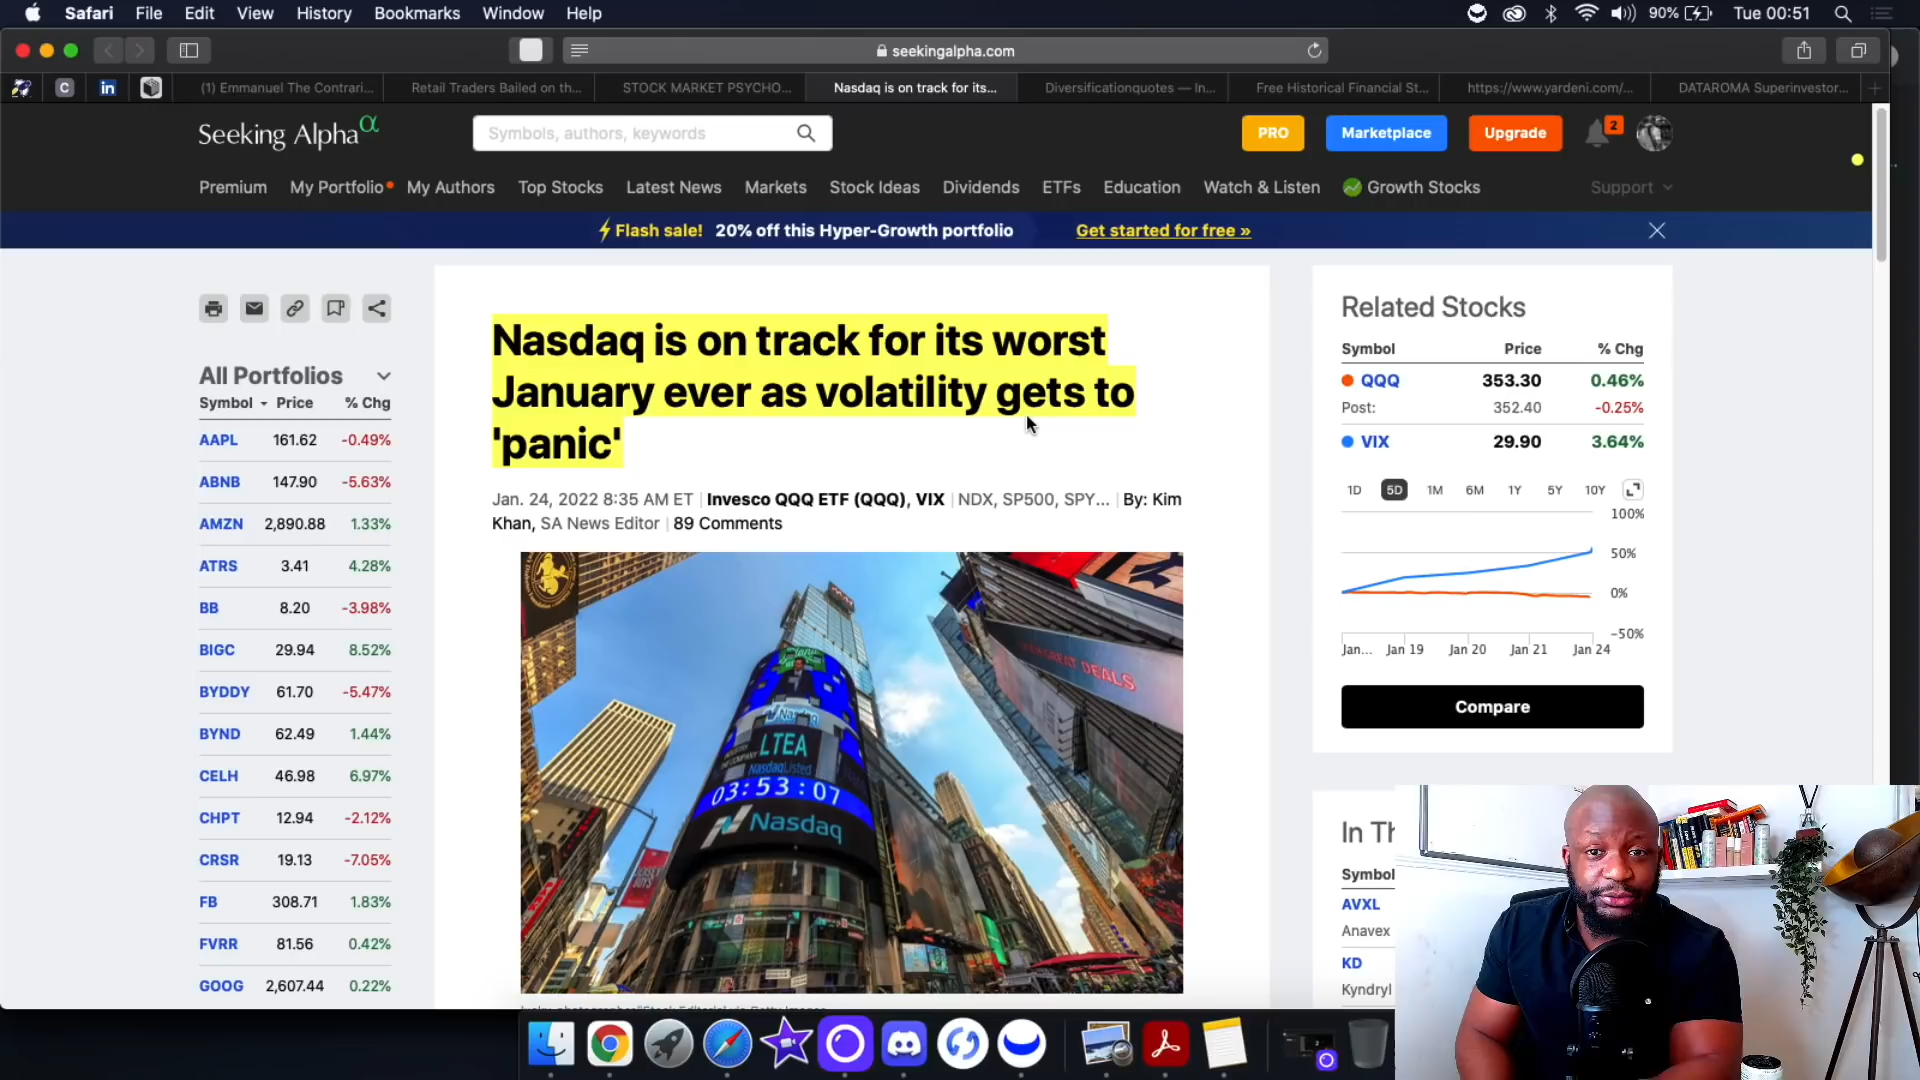 Safari File Edit View History Bookmarks Window Help
90% Tue 00:51
seekingalpha.com
(1) Emmanuel The Contrari...
Retail Traders Bailed on th...
STOCK MARKET PSYCHO...
Nasdaq is on track for its...
Diversificationquotes — In...
Free Historical Financial St...
https://www.yardeni.com/...
DATAROMA Superinvestor...
Seeking Alpha α
Symbols, authors, keywords
PRO
Marketplace
Upgrade
2
Premium My Portfolio My Authors Top Stocks Latest News Markets Stock Ideas Dividends ETFs Education Watch & Listen Growth Stocks Support
Flash sale! 20% off this Hyper-Growth portfolio Get started for free »
All Portfolios
Symbol Price % Chg
AAPL 161.62 -0.49%
ABNB 147.90 -5.63%
AMZN 2,890.88 1.33%
ATRS 3.41 4.28%
BB 8.20 -3.98%
BIGC 29.94 8.52%
BYDDY 61.70 -5.47%
BYND 62.49 1.44%
CELH 46.98 6.97%
CHPT 12.94 -2.12%
CRSR 19.13 -7.05%
FB 308.71 1.83%
FVRR 81.56 0.42%
GOOG 2,607.44 0.22%
Nasdaq is on track for its worst
January ever as volatility gets to
'panic'
Jan. 24, 2022 8:35 AM ET | Invesco QQQ ETF (QQQ), VIX | NDX, SP500, SPY... | By: Kim
Khan, SA News Editor | 89 Comments
GREAT DEALS
Nasdaq
LTEA
NasdaqListed
03:53:07
Nasdaq
Related Stocks
Symbol Price % Chg
QQQ 353.30 0.46%
Post: 352.40 -0.25%
VIX 29.90 3.64%
1D 5D 1M 6M 1Y 5Y 10Y
100%
50%
0%
-50%
Jan... Jan 19 Jan 20 Jan 21 Jan 24
Compare
In Th
Symbol
AVXL
Anavex
KD
Kyndryl